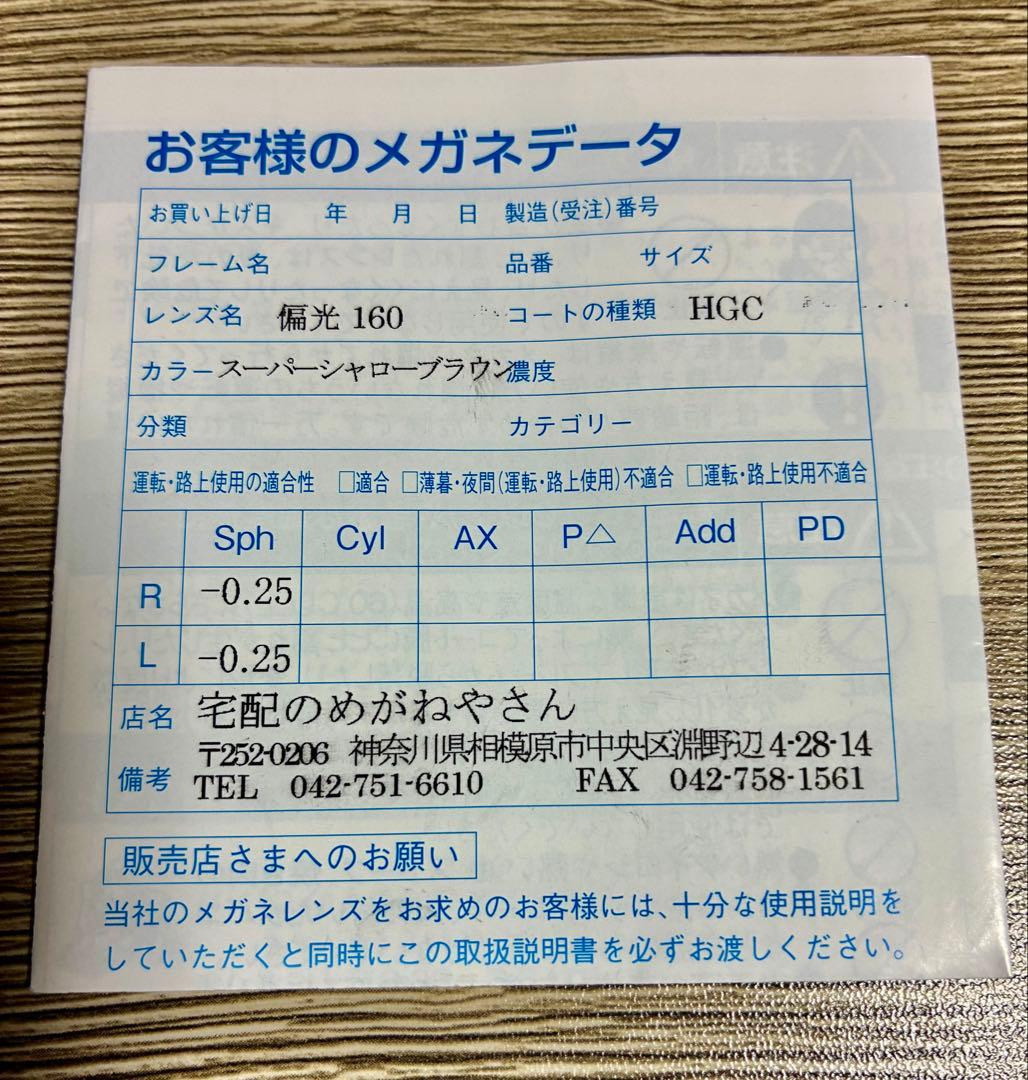 お客様のメガネデータ
お買い上げ日 年 月 日 製造(受注)番号
フレーム名 品番 サイズ
レンズ名 偏光 160 コートの種類 HGC
カラー スーパーシャローブラウン 濃度
分類 カテゴリー
運転・路上使用の適合性 □適合 □薄暮・夜間(運転・路上使用)不適合 □運転・路上使用不適合
Sph Cyl AX P△ Add PD
R -0.25
L -0.25
店名 宅配のめがねやさん
〒252-0206 神奈川県相模原市中央区淵野辺4-28-14
備考 TEL 042-751-6610 FAX 042-758-1561
販売店さまへのお願い
当社のメガネレンズをお求めのお客様には、十分な使用説明を
していただくと同時にこの取扱説明書を必ずお渡しください。